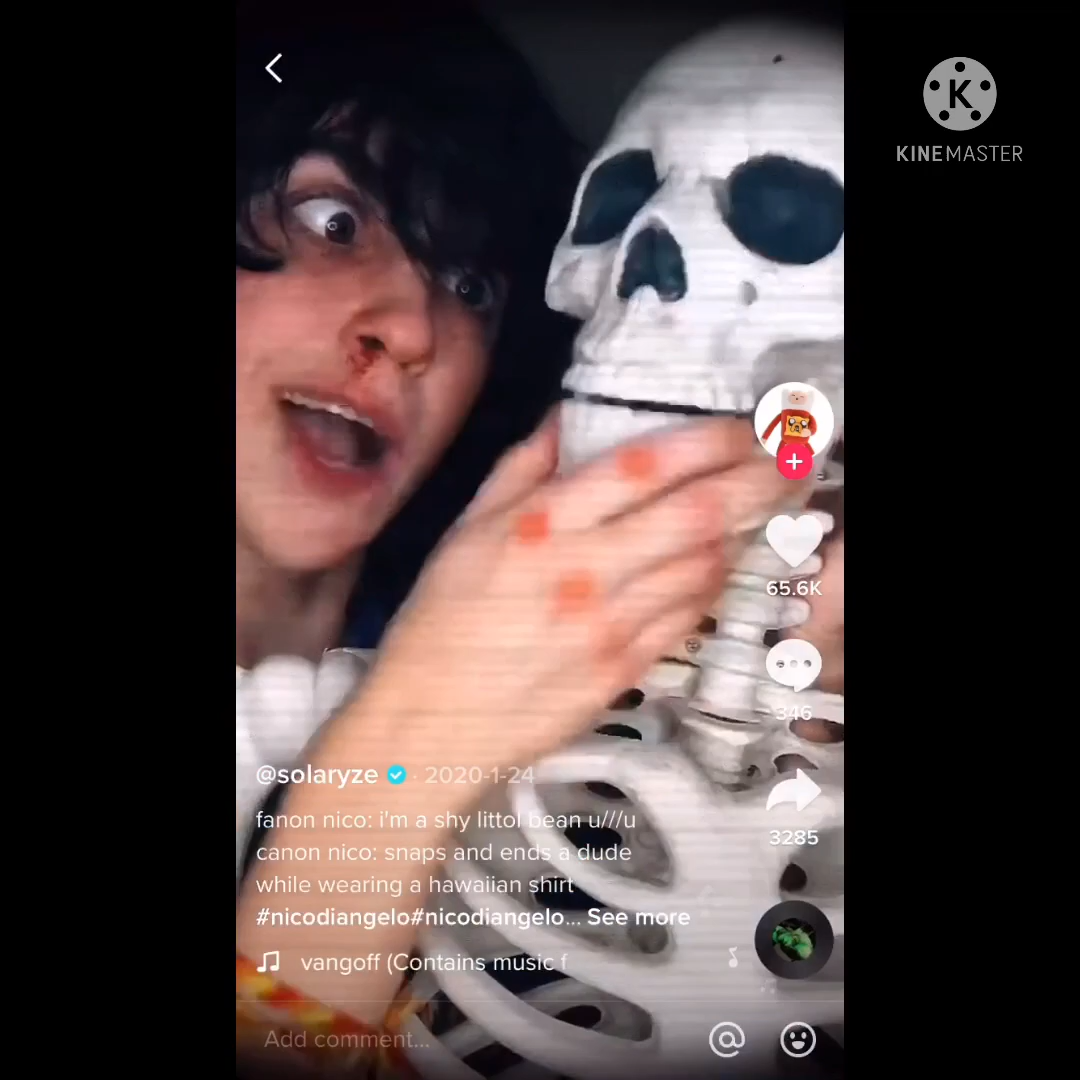 K
KINEMASTER
65.6K
346
@solaryze · 2020-1-24
3285
fanon nico: i'm a shy littol bean u///u
canon nico: snaps and ends a dude
while wearing a hawaiian shirt
#nicodiangelo#nicodiangelo... See more
vangoff (Contains music f
Add comment...
@